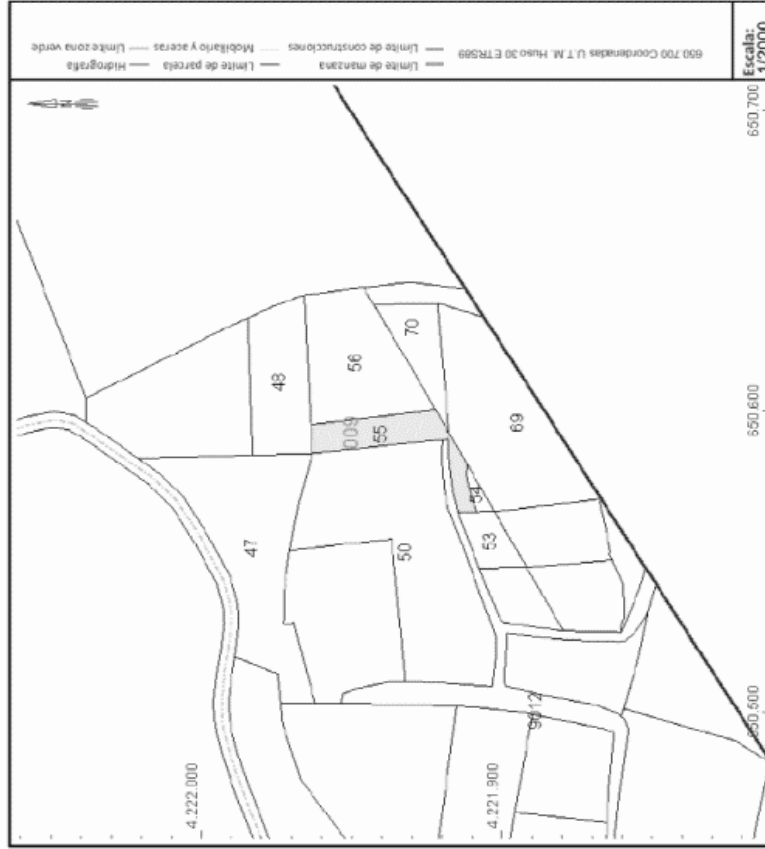 Límite de manzana
Límite de construcciones
Límite de parcela
Mobiliario y aceras
Hidrografía
Límite zona verde
650.700 Coordenadas U.T.M. Huso 30 ETRS89
Escala:
1/2000
4.222.000
4.221.900
650.500
650.600
650.700
47
48
56
009
55
70
50
69
54
53
9012